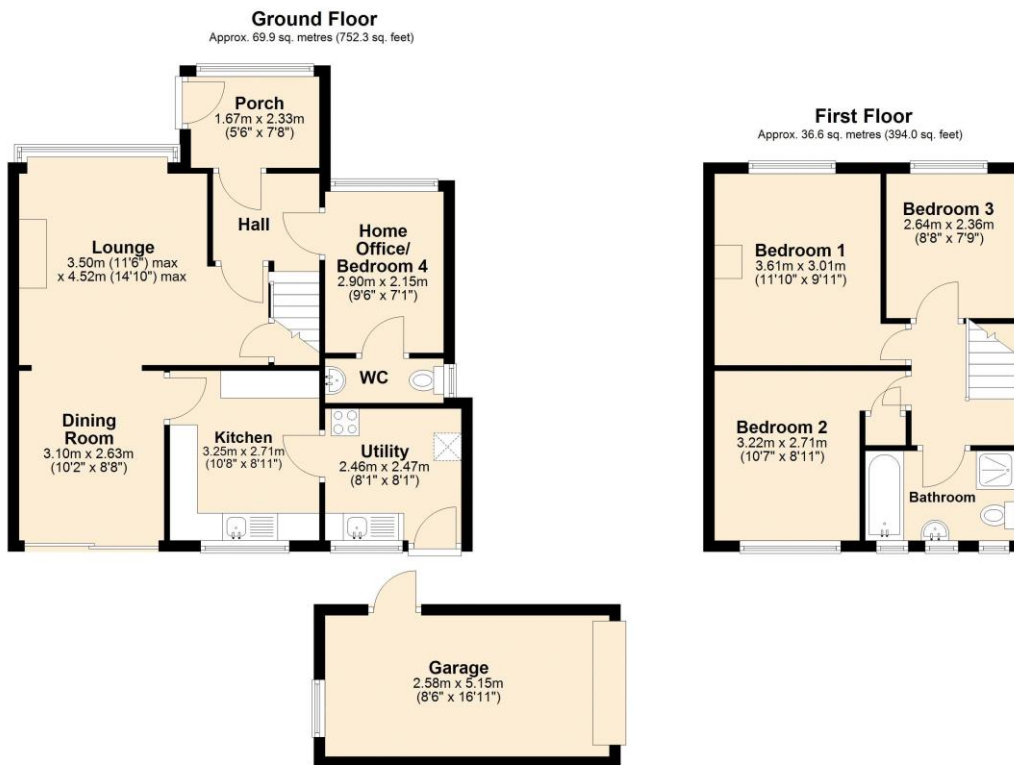 Ground Floor
Approx. 69.9 sq. metres (752.3 sq. feet)
Porch
1.67m x 2.33m
(5'6" x 7'8")
Hall
Lounge
3.50m (11'6") max
x 4.52m (14'10") max
Home
Office/
Bedroom 4
2.90m x 2.15m
(9'6" x 7'1")
WC
Dining
Room
3.10m x 2.63m
(10'2" x 8'8")
Kitchen
3.25m x 2.71m
(10'8" x 8'11")
Utility
2.46m x 2.47m
(8'1" x 8'1")
Garage
2.58m x 5.15m
(8'6" x 16'11")
First Floor
Approx. 36.6 sq. metres (394.0 sq. feet)
Bedroom 1
3.61m x 3.01m
(11'10" x 9'11")
Bedroom 3
2.64m x 2.36m
(8'8" x 7'9")
Bedroom 2
3.22m x 2.71m
(10'7" x 8'11")
Bathroom